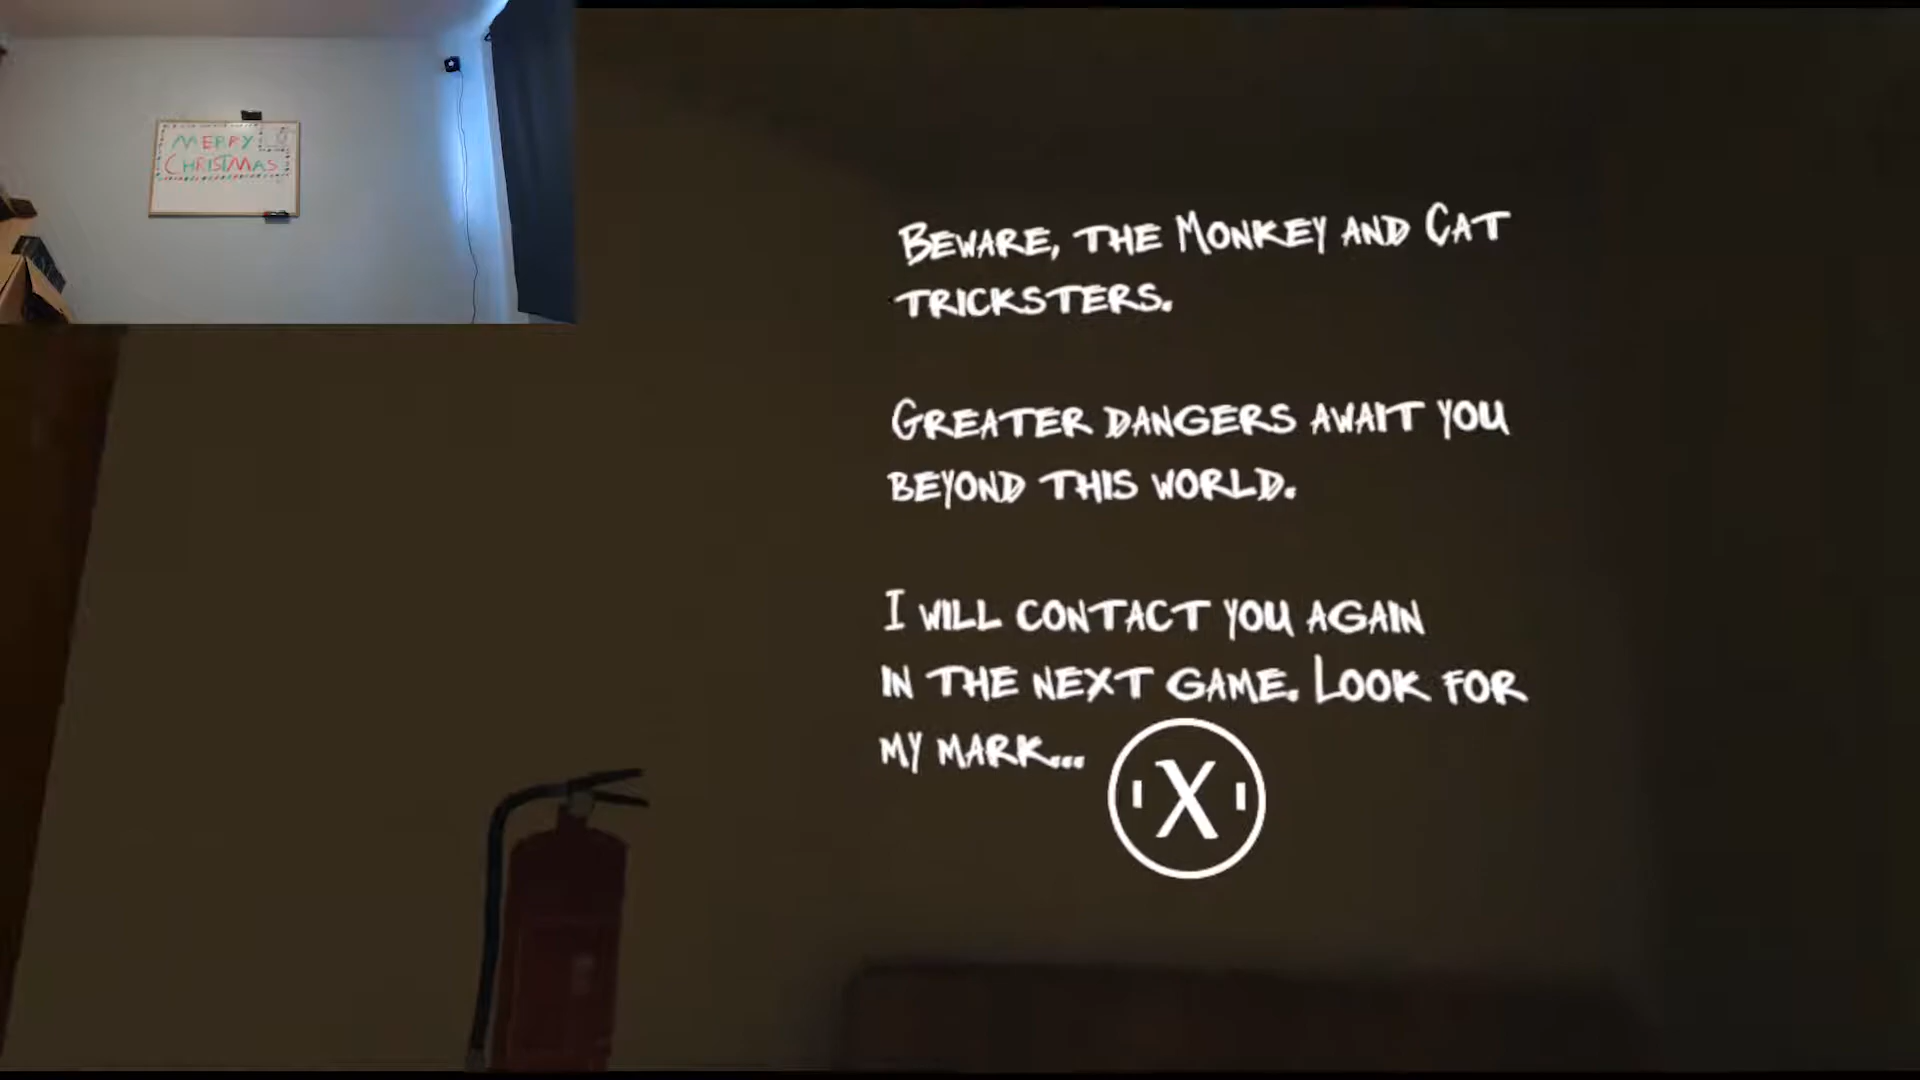 MERRY
CHRISTMAS
BEWARE, THE MONKEY AND CAT
TRICKSTERS.
GREATER DANGERS AWAIT YOU
BEYOND THIS WORLD.
I WILL CONTACT YOU AGAIN
IN THE NEXT GAME. LOOK FOR
MY MARK...
X